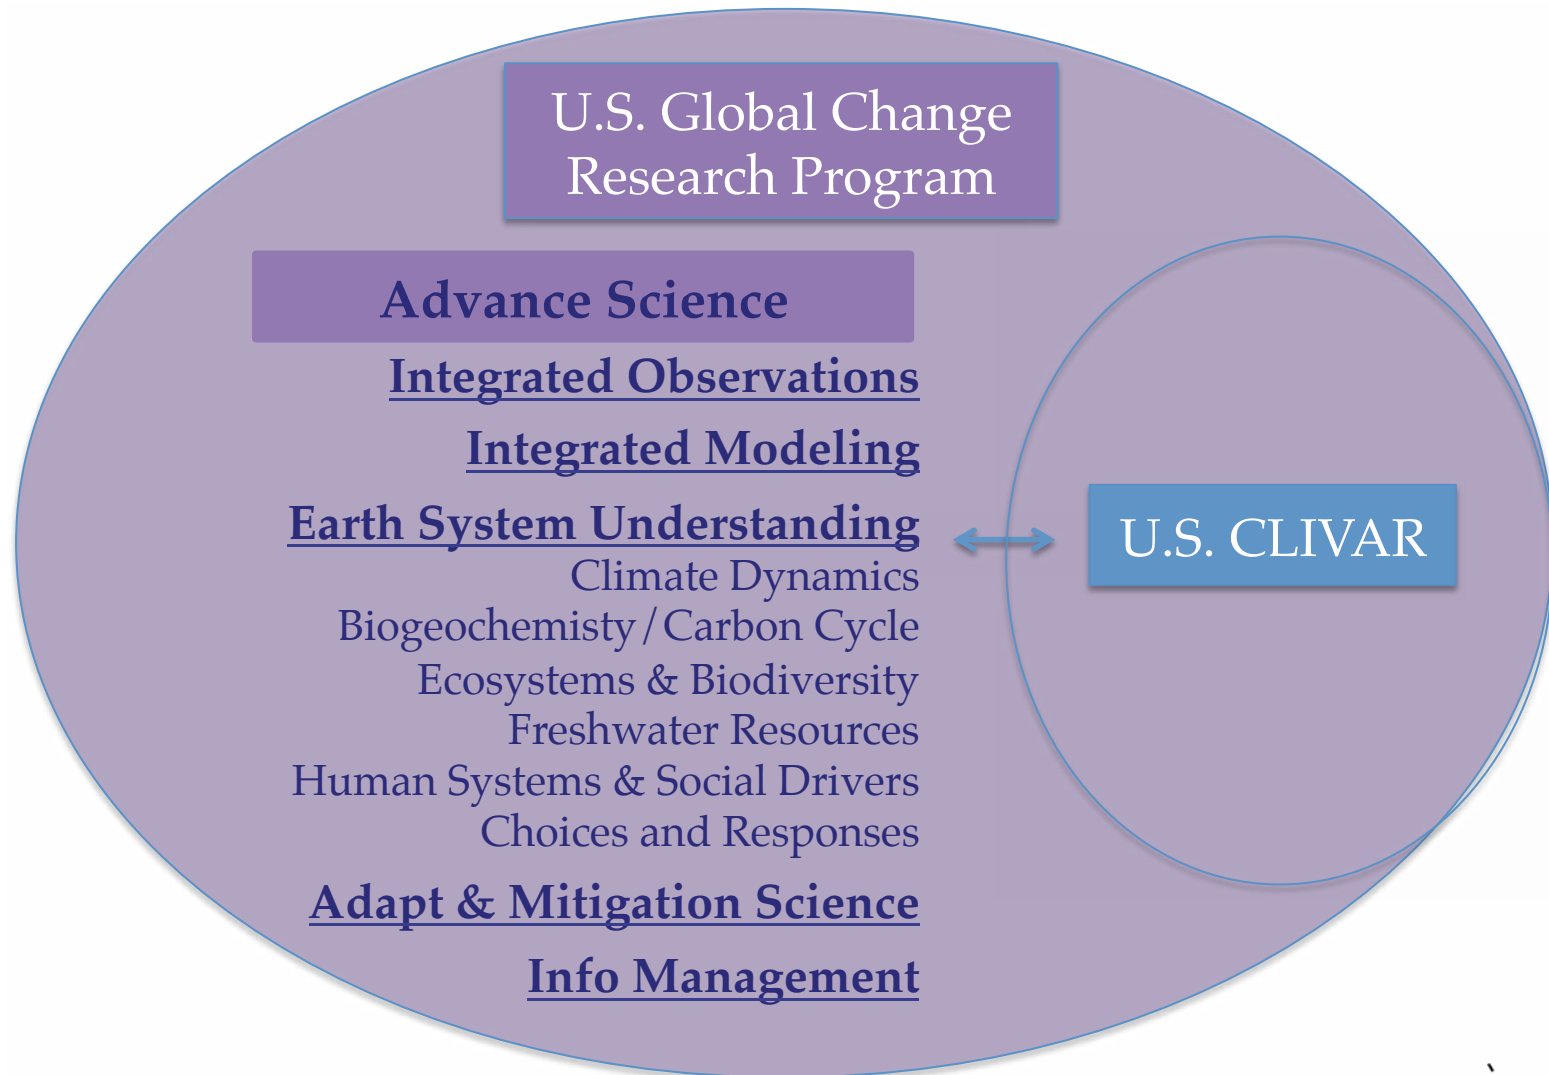 U.S. Global Change
Research Program
Advance Science
Integrated Observations
Integrated Modeling
Earth System Understanding
Climate Dynamics
Biogeochemisty/Carbon Cycle
Ecosystems & Biodiversity
Freshwater Resources
Human Systems & Social Drivers
Choices and Responses
Adapt & Mitigation Science
Info Management
U.S. CLIVAR